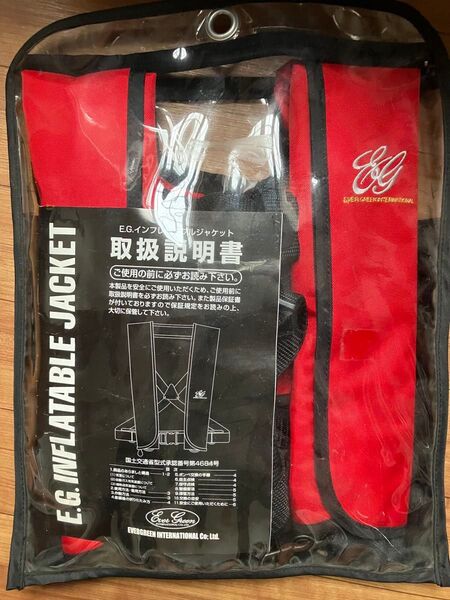 EG
EVERGREEN INTERNATIONAL
E.G. INFLATABLE JACKET
E.G.インフレータブルジャケット
取扱説明書
ご使用の前に必ずお読み下さい。
本製品を安全にご使用いただくため、ご使用前に
取扱説明書を必ずお読み下さい。また製品保証書
が付いておりますので保証規定をお読みの上、
大切に保管して下さい。
EG
国土交通省型式承認番号第4684号
目 次
Ever Green
EVERGREEN INTERNATIONAL Co; Ltd.